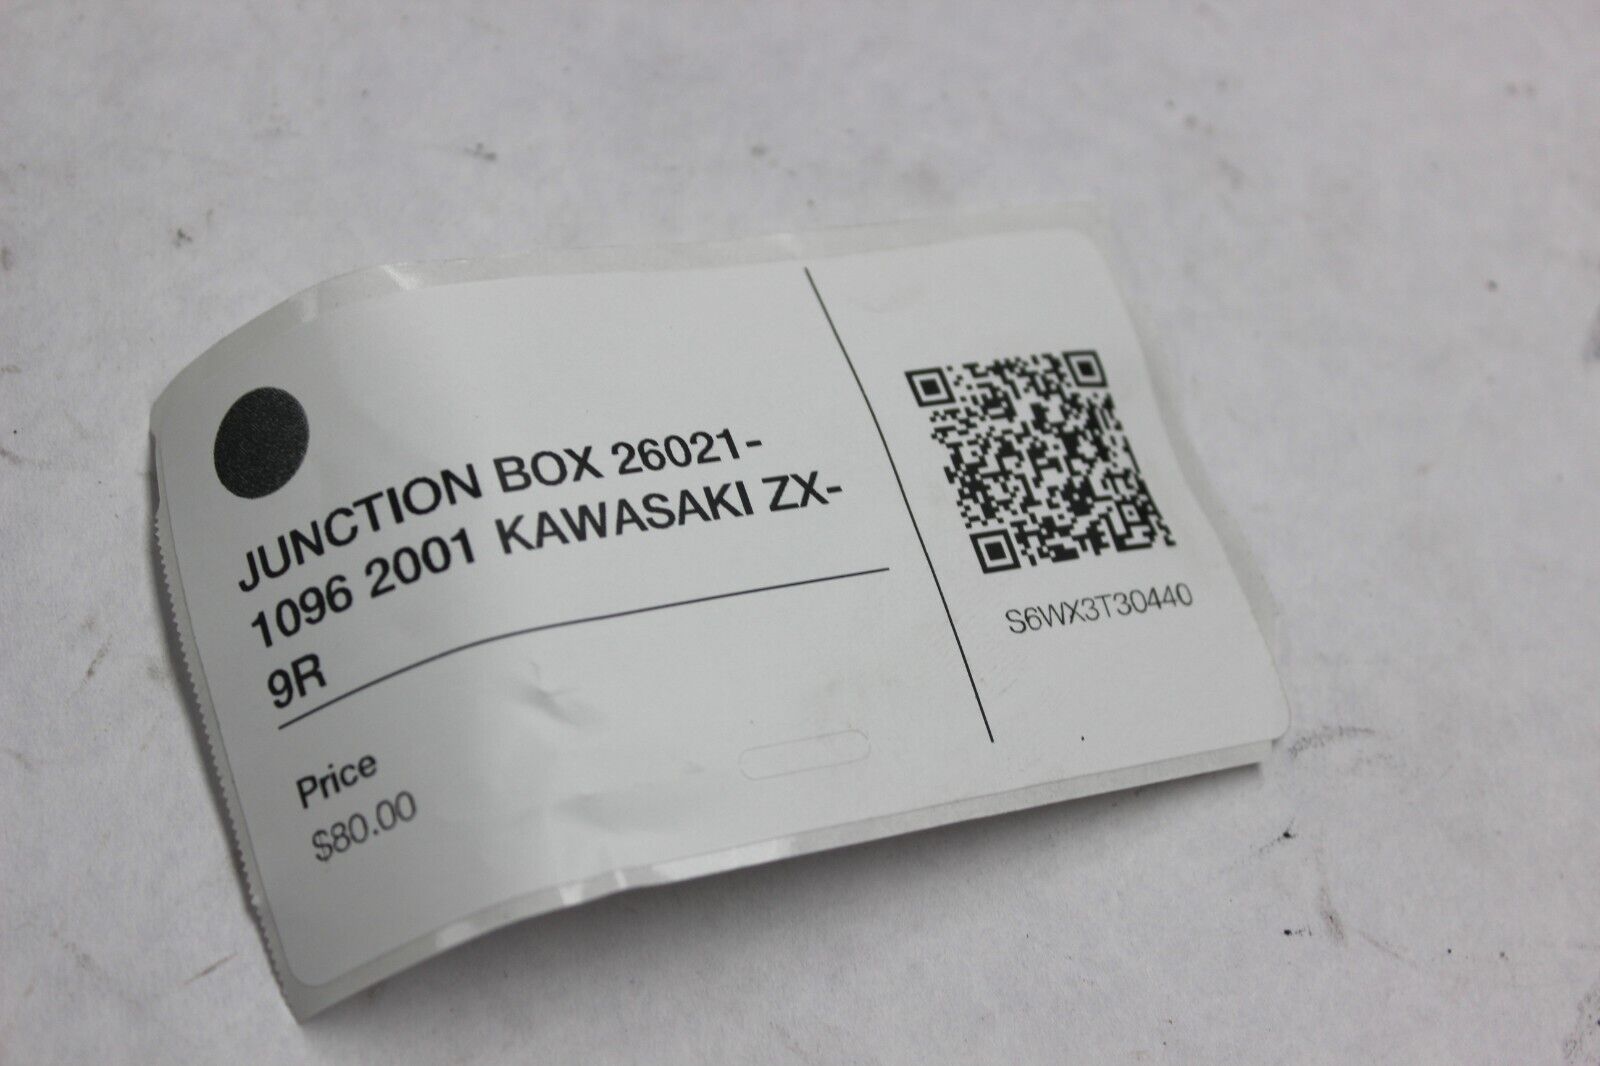 JUNCTION BOX 26021-
1096 2001 KAWASAKI ZX-
9R
Price
$80.00
S6WX3T30440